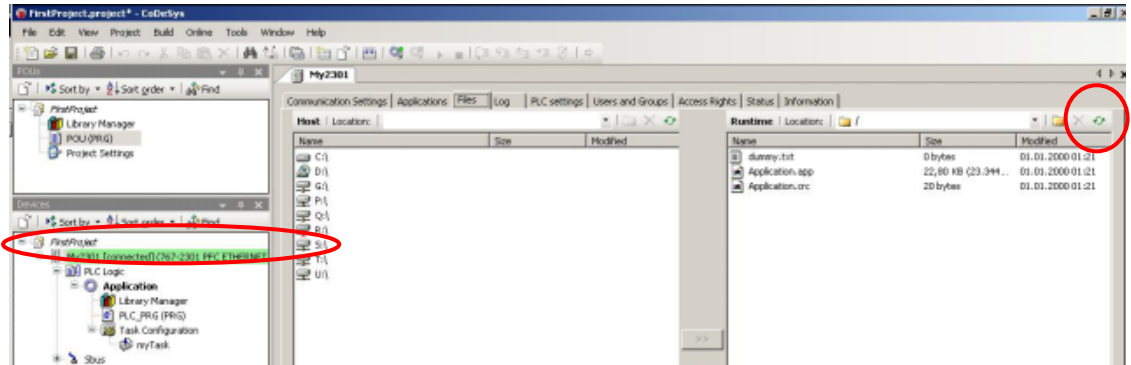 FirstProject.project* - CoDeSys
File Edit View Project Build Online Tools Window Help
POUs
Sort by Sort order Find
FirstProject
Library Manager
POU (PRG)
Project Settings
Devices
Sort by Sort order Find
FirstProject
My2301 [connected] (767-2301 PFC ETHERNET
PLC Logic
Application
Library Manager
PLC_PRG (PRG)
Task Configuration
myTask
Sbus
My2301
Communication Settings Applications Files Log PLC settings Users and Groups Access Rights Status Information
Host Location:
Name Size Modified
C:\
D:\
G:\
P:\
Q:\
R:\
S:\
T:\
U:\
>>
Runtime Location: /
Name Size Modified
dummy.txt 0 bytes 01.01.2000 01:21
Application.app 22,80 KB (23.344... 01.01.2000 01:21
Application.crc 20 bytes 01.01.2000 01:21